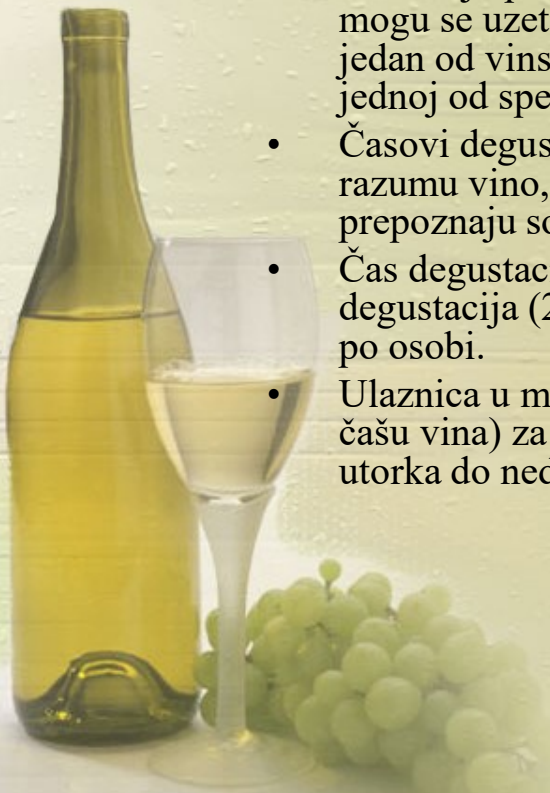 mogu se uzet
jedan od vins
jednoj od spe
• Časovi degus
razumu vino,
prepoznaju so
• Čas degustac
degustacija (2
po osobi.
• Ulaznica u m
čašu vina) za
utorka do ned